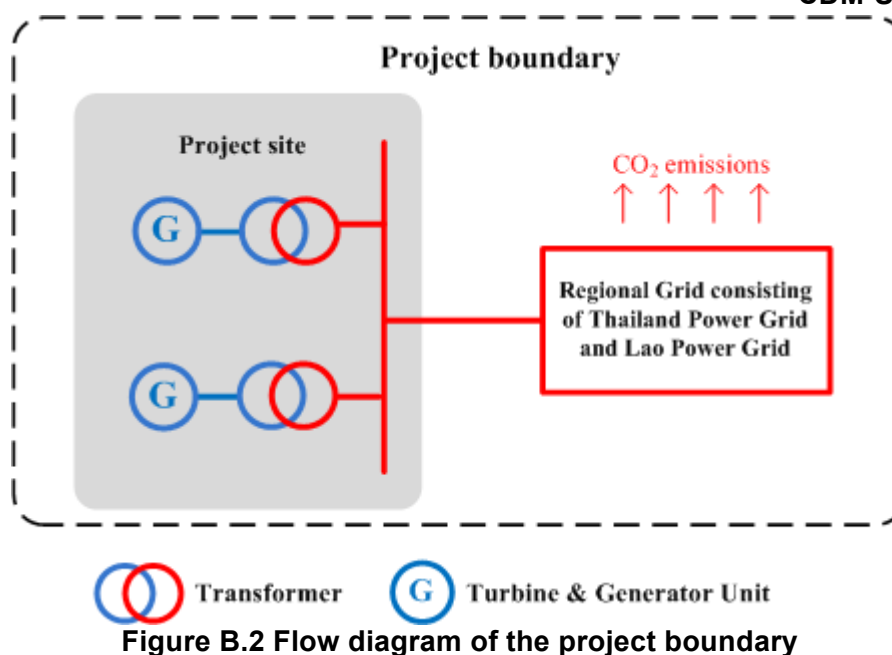 Project boundary
Project site
CO₂ emissions
G
Regional Grid consisting
of Thailand Power Grid
and Lao Power Grid
G
Transformer
G Turbine & Generator Unit
Figure B.2 Flow diagram of the project boundary